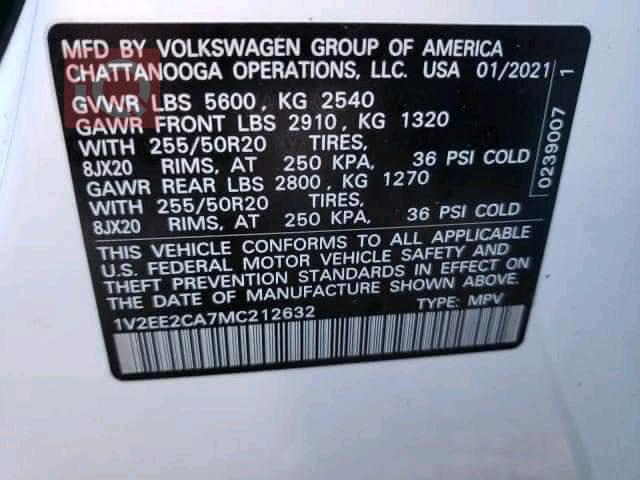 MFD BY VOLKSWAGEN GROUP OF AMERICA
CHATTANOOGA OPERATIONS, LLC. USA 01/2021
GVWR LBS 5600, KG 2540
GAWR FRONT LBS 2910, KG 1320
WITH 255/50R20 TIRES,
8JX20 RIMS, AT 250 KPA, 36 PSI COLD
GAWR REAR LBS 2800, KG 1270
WITH 255/50R20 TIRES,
8JX20 RIMS, AT 250 KPA, 36 PSI COLD
THIS VEHICLE CONFORMS TO ALL APPLICABLE
U.S. FEDERAL MOTOR VEHICLE SAFETY AND
THEFT PREVENTION STANDARDS IN EFFECT ON
THE DATE OF MANUFACTURE SHOWN ABOVE.
1V2EE2CA7MC212632 TYPE: MPV
0239007 1